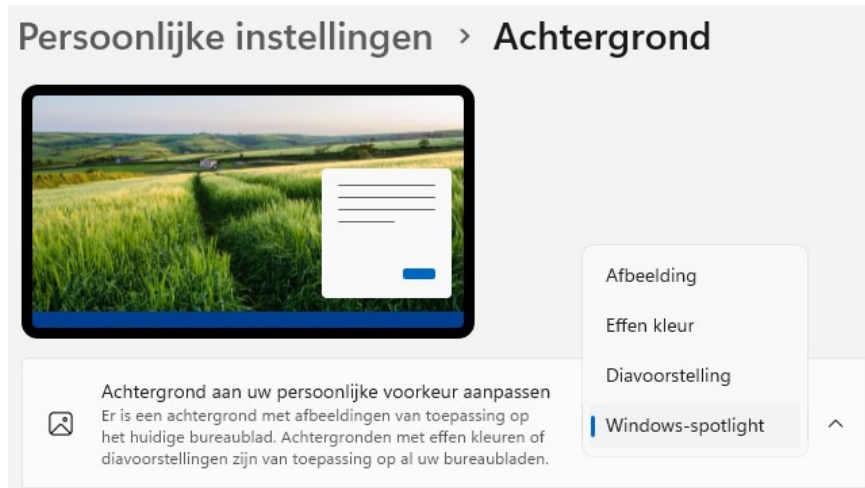 Persoonlijke instellingen > Achtergrond
Afbeelding
Effen kleur
Diavoorstelling
Windows-spotlight
Achtergrond aan uw persoonlijke voorkeur aanpassen
Er is een achtergrond met afbeeldingen van toepassing op
het huidige bureaublad. Achtergronden met effen kleuren of
diavoorstellingen zijn van toepassing op al uw bureaubladen.